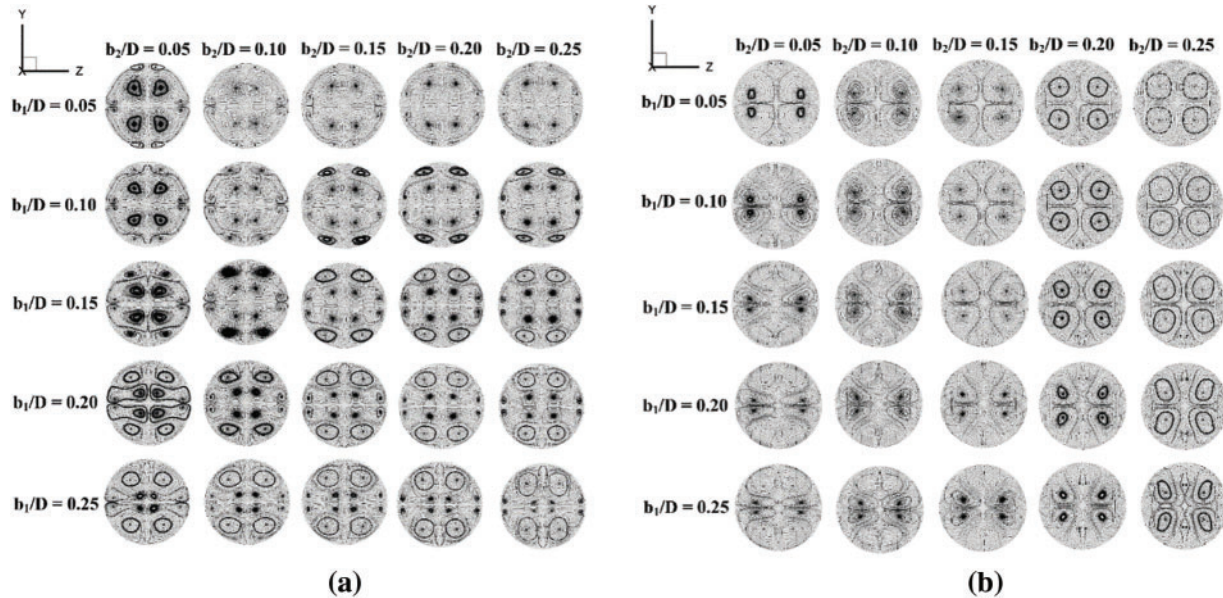 Y
X Z
b₂/D = 0.05 b₂/D = 0.10 b₂/D = 0.15 b₂/D = 0.20 b₂/D = 0.25
b₁/D = 0.05
b₁/D = 0.10
b₁/D = 0.15
b₁/D = 0.20
b₁/D = 0.25
(a)
Y
X Z
b₂/D = 0.05 b₂/D = 0.10 b₂/D = 0.15 b₂/D = 0.20 b₂/D = 0.25
b₁/D = 0.05
b₁/D = 0.10
b₁/D = 0.15
b₁/D = 0.20
b₁/D = 0.25
(b)